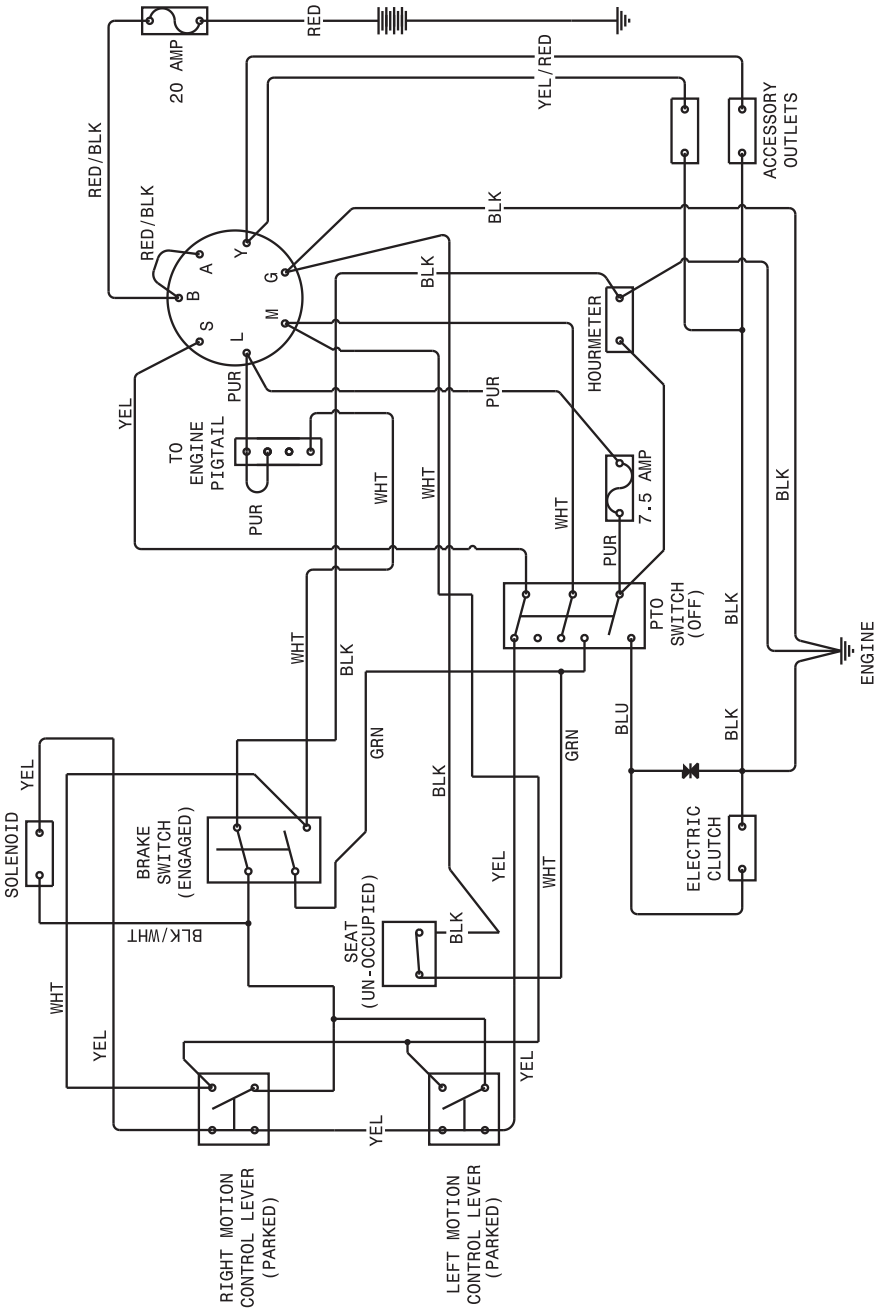 RED
20 AMP
RED/BLK
RED/BLK
YEL/RED
ACCESSORY
OUTLETS
BLK
B
A
Y
S
G
L
M
BLK
HOURMETER
YEL
PUR
PUR
TO
ENGINE
PIGTAIL
PUR
WHT
WHT
WHT
7.5 AMP
BLK
PUR
PTO
SWITCH
(OFF)
BLK
ENGINE
WHT
BLK
GRN
GRN
BLU
BLK
YEL
SOLENOID
BRAKE
SWITCH
(ENGAGED)
BLK
YEL
WHT
ELECTRIC
CLUTCH
BLK/WHT
SEAT
(UN-OCCUPIED)
BLK
WHT
YEL
YEL
YEL
RIGHT MOTION
CONTROL LEVER
(PARKED)
LEFT MOTION
CONTROL LEVER
(PARKED)